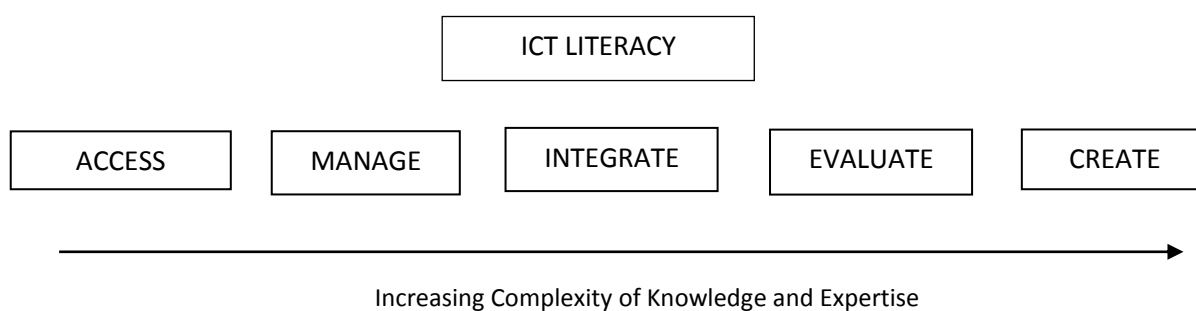 ICT LITERACY
ACCESS
MANAGE
INTEGRATE
EVALUATE
CREATE
Increasing Complexity of Knowledge and Expertise